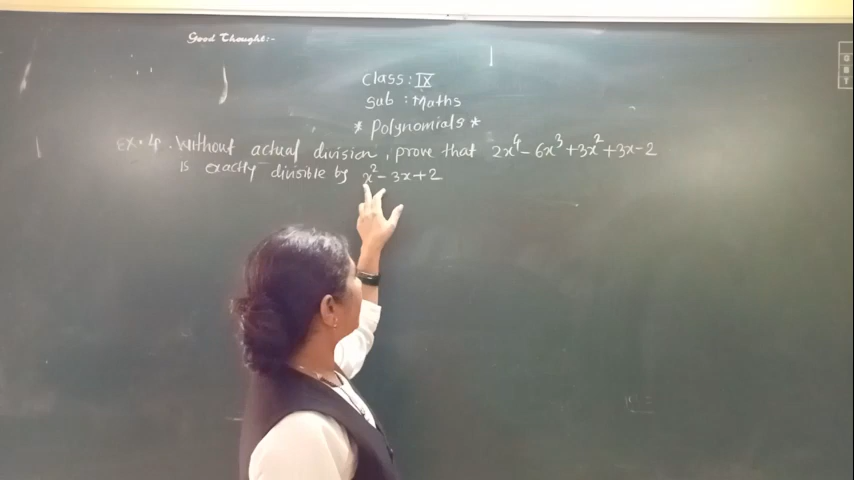 Good Thought:-
Class: IX
Sub : Maths
* Polynomials *
Ex. 4. Without actual division, prove that 2x⁴ - 6x³ + 3x² + 3x - 2
is exactly divisible by x² - 3x + 2